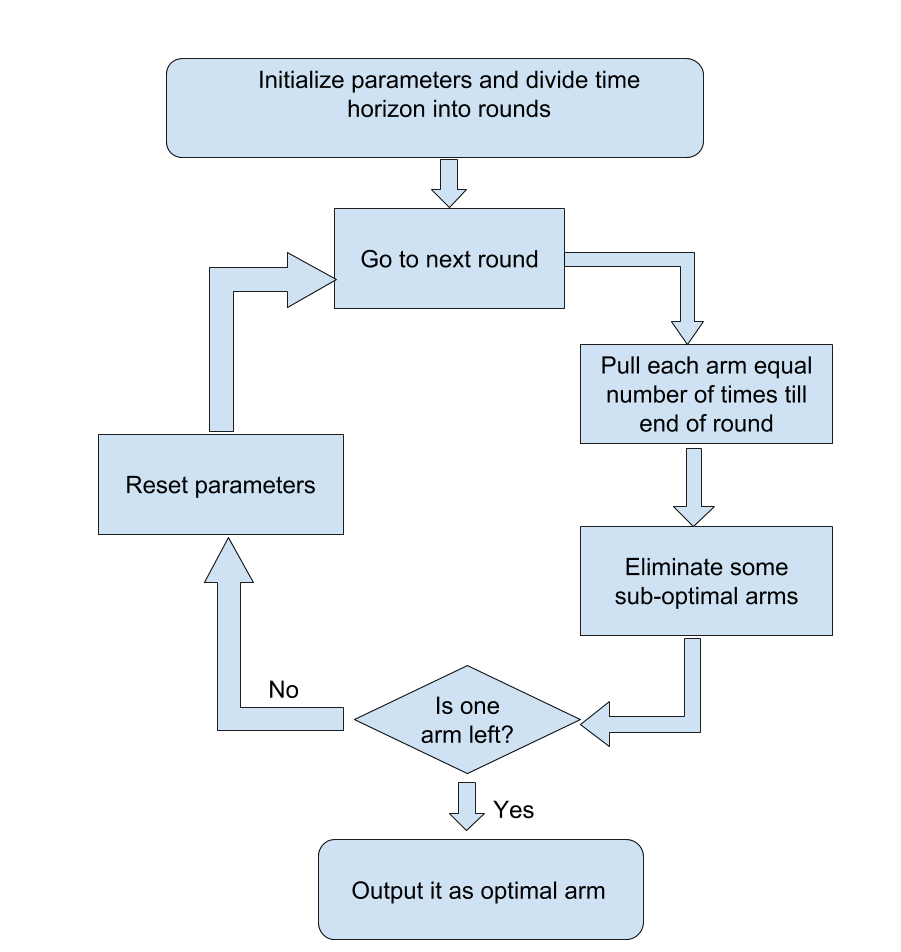 Initialize parameters and divide time
horizon into rounds
Go to next round
Pull each arm equal
number of times till
end of round
Reset parameters
Eliminate some
sub-optimal arms
No
Is one
arm left?
Yes
Output it as optimal arm